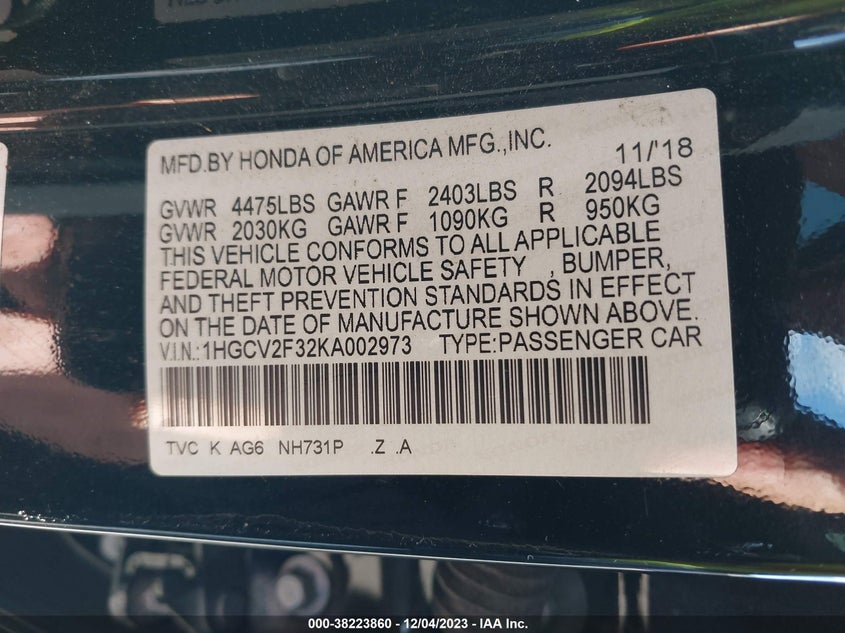 MFD.BY HONDA OF AMERICA MFG.,INC. 11/'18
GVWR 4475LBS GAWR F 2403LBS R 2094LBS
GVWR 2030KG GAWR F 1090KG R 950KG
THIS VEHICLE CONFORMS TO ALL APPLICABLE
FEDERAL MOTOR VEHICLE SAFETY , BUMPER,
AND THEFT PREVENTION STANDARDS IN EFFECT
ON THE DATE OF MANUFACTURE SHOWN ABOVE.
V.I.N.:1HGCV2F32KA002973 TYPE:PASSENGER CAR
TVC K AG6 NH731P .Z .A
000-38223860 - 12/04/2023 - IAA Inc.